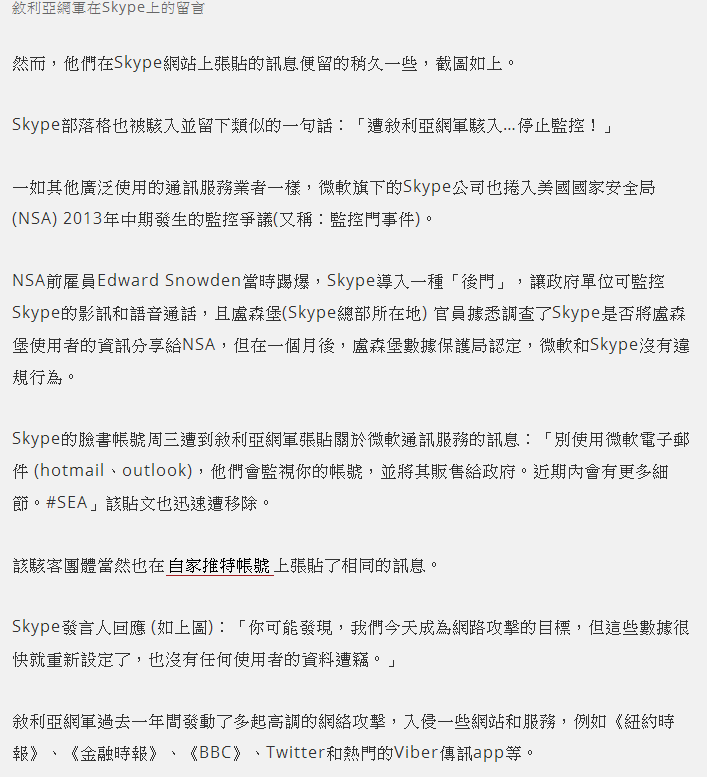 敘利亞網軍在Skype上的留言
然而，他們在Skype網站上張貼的訊息便留的稍久一些，截圖如上。
Skype部落格也被駭入並留下類似的一句話：「遭敘利亞網軍駭入...停止監控！」
一如其他廣泛使用的通訊服務業者一樣，微軟旗下的Skype公司也捲入美國國家安全局
(NSA) 2013年中期發生的監控爭議(又稱：監控門事件)。
NSA前雇員Edward Snowden當時踢爆，Skype導入一種「後門」，讓政府單位可監控
Skype的影訊和語音通話，且盧森堡(Skype總部所在地) 官員據悉調查了Skype是否將盧森
堡使用者的資訊分享給NSA，但在一個月後，盧森堡數據保護局認定，微軟和Skype沒有違
規行為。
Skype的臉書帳號周三遭到敘利亞網軍張貼關於微軟通訊服務的訊息：「別使用微軟電子郵
件 (hotmail、outlook)，他們會監視你的帳號，並將其販售給政府。近期內會有更多細
節。#SEA」該貼文也迅速遭移除。
該駭客團體當然也在自家推特帳號上張貼了相同的訊息。
Skype發言人回應 (如上圖)：「你可能發現，我們今天成為網路攻擊的目標，但這些數據很
快就重新設定了，也沒有任何使用者的資料遭竊。」
敘利亞網軍過去一年間發動了多起高調的網絡攻擊，入侵一些網站和服務，例如《紐約時
報》、《金融時報》、《BBC》、Twitter和熱門的Viber傳訊app等。